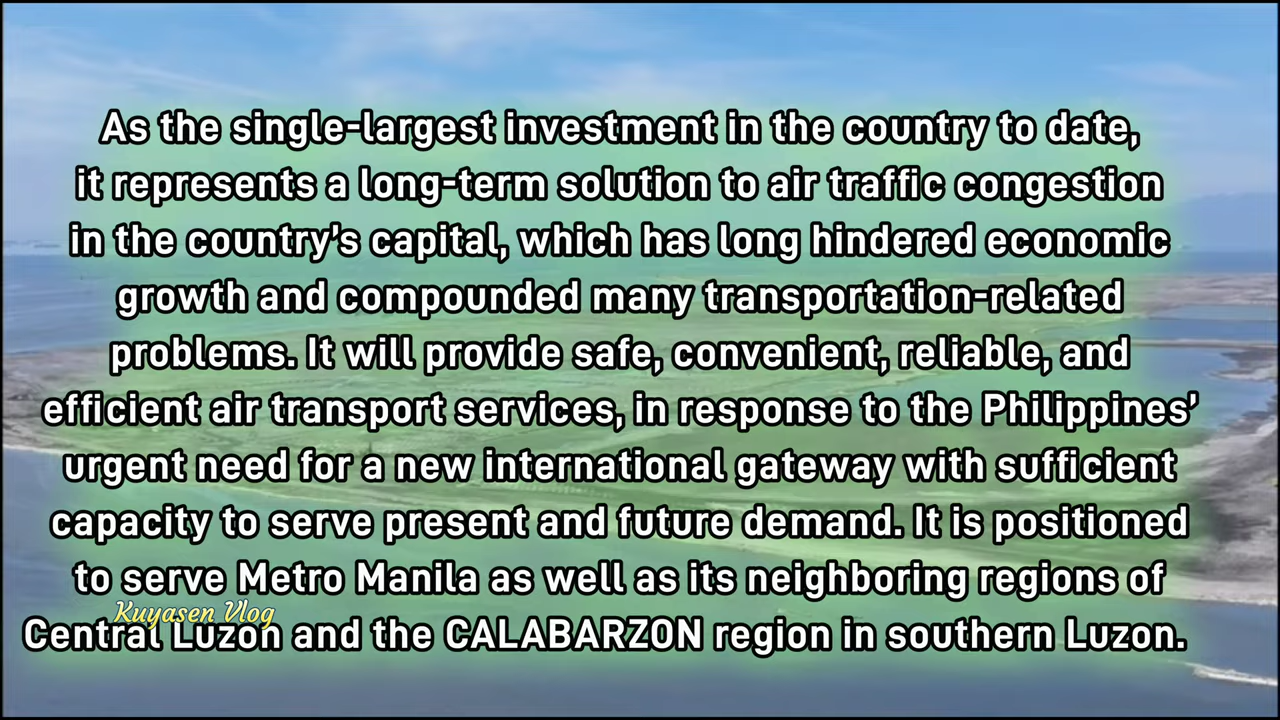 As the single-largest investment in the country to date,
it represents a long-term solution to air traffic congestion
in the country’s capital, which has long hindered economic
growth and compounded many transportation-related
problems. It will provide safe, convenient, reliable, and
efficient air transport services, in response to the Philippines’
urgent need for a new international gateway with sufficient
capacity to serve present and future demand. It is positioned
to serve Metro Manila as well as its neighboring regions of
Kuyasen Vlog
Central Luzon and the CALABARZON region in southern Luzon.